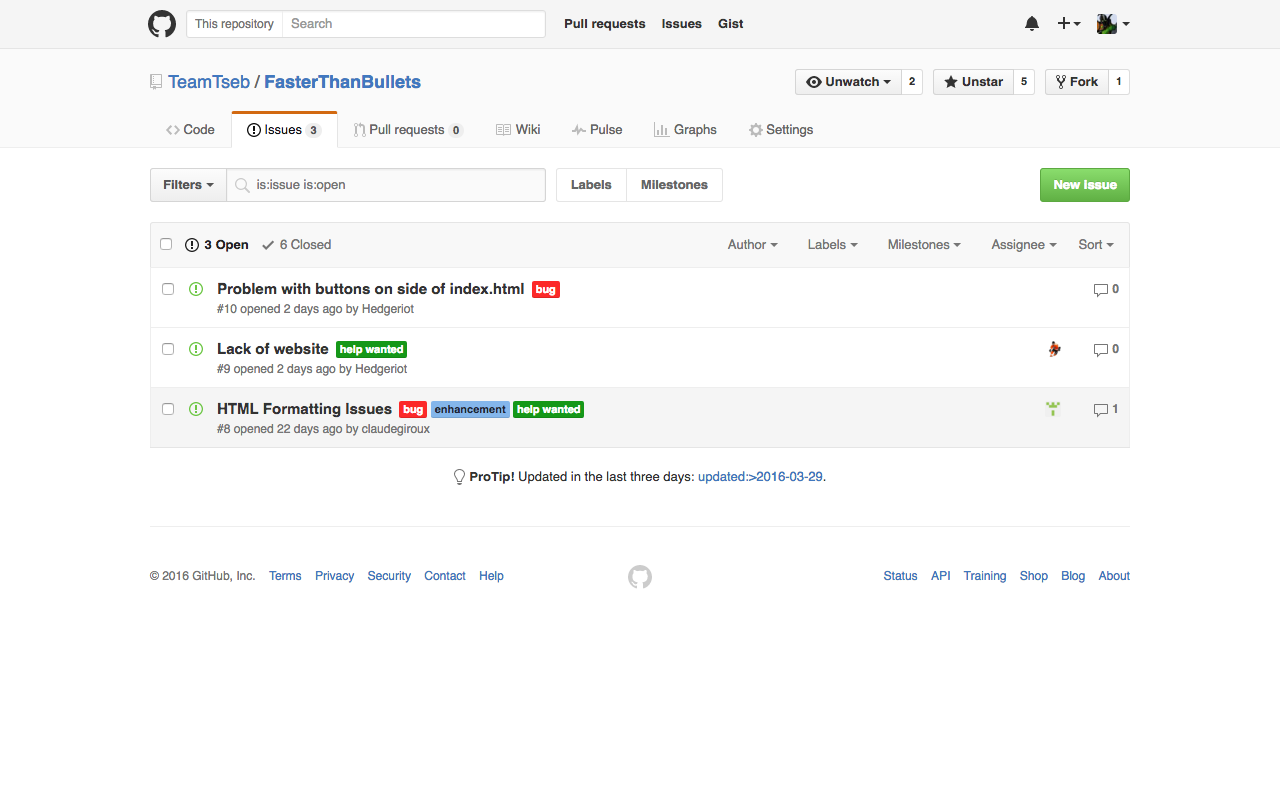 This repository Search Pull requests Issues Gist
TeamTseb / FasterThanBullets Unwatch 2 Unstar 5 Fork 1
Code Issues 3 Pull requests 0 Wiki Pulse Graphs Settings
Filters is:issue is:open Labels Milestones New Issue
3 Open 6 Closed Author Labels Milestones Assignee Sort
Problem with buttons on side of index.html bug 0
#10 opened 2 days ago by Hedgeriot
Lack of website help wanted 0
#9 opened 2 days ago by Hedgeriot
HTML Formatting Issues bug enhancement help wanted 1
#8 opened 22 days ago by claudegiroux
ProTip! Updated in the last three days: updated:>2016-03-29.
© 2016 GitHub, Inc. Terms Privacy Security Contact Help Status API Training Shop Blog About